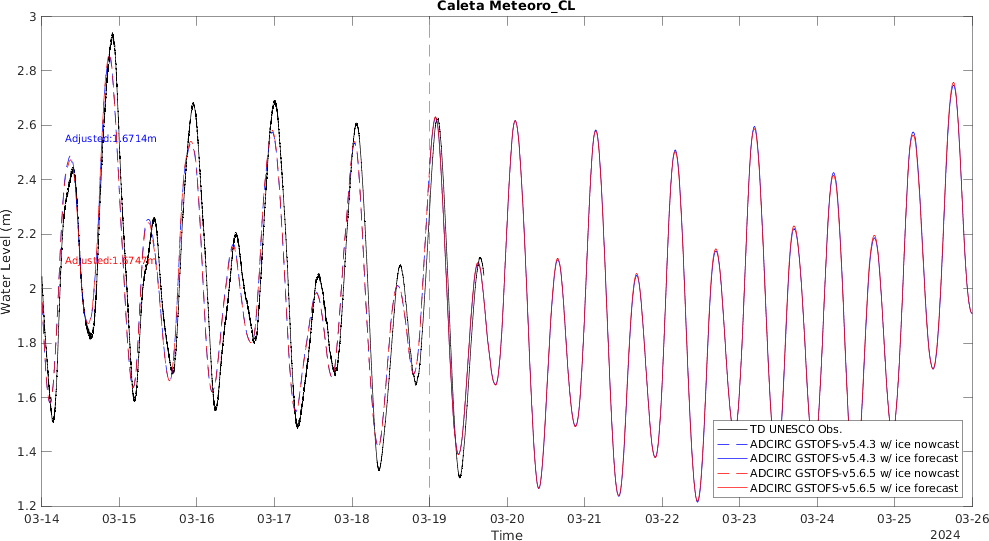 Caleta Meteoro_CL
3
2.8
2.6
2.4
2.2
2
1.8
1.6
1.4
1.2
Water Level (m)
Adjusted:1.6714m
Adjusted:1.6747m
TD UNESCO Obs.
ADCIRC GSTOFS-v5.4.3 w/ ice nowcast
ADCIRC GSTOFS-v5.4.3 w/ ice forecast
ADCIRC GSTOFS-v5.6.5 w/ ice nowcast
ADCIRC GSTOFS-v5.6.5 w/ ice forecast
03-14 03-15 03-16 03-17 03-18 03-19 03-20 03-21 03-22 03-23 03-24 03-25 03-26
Time
2024